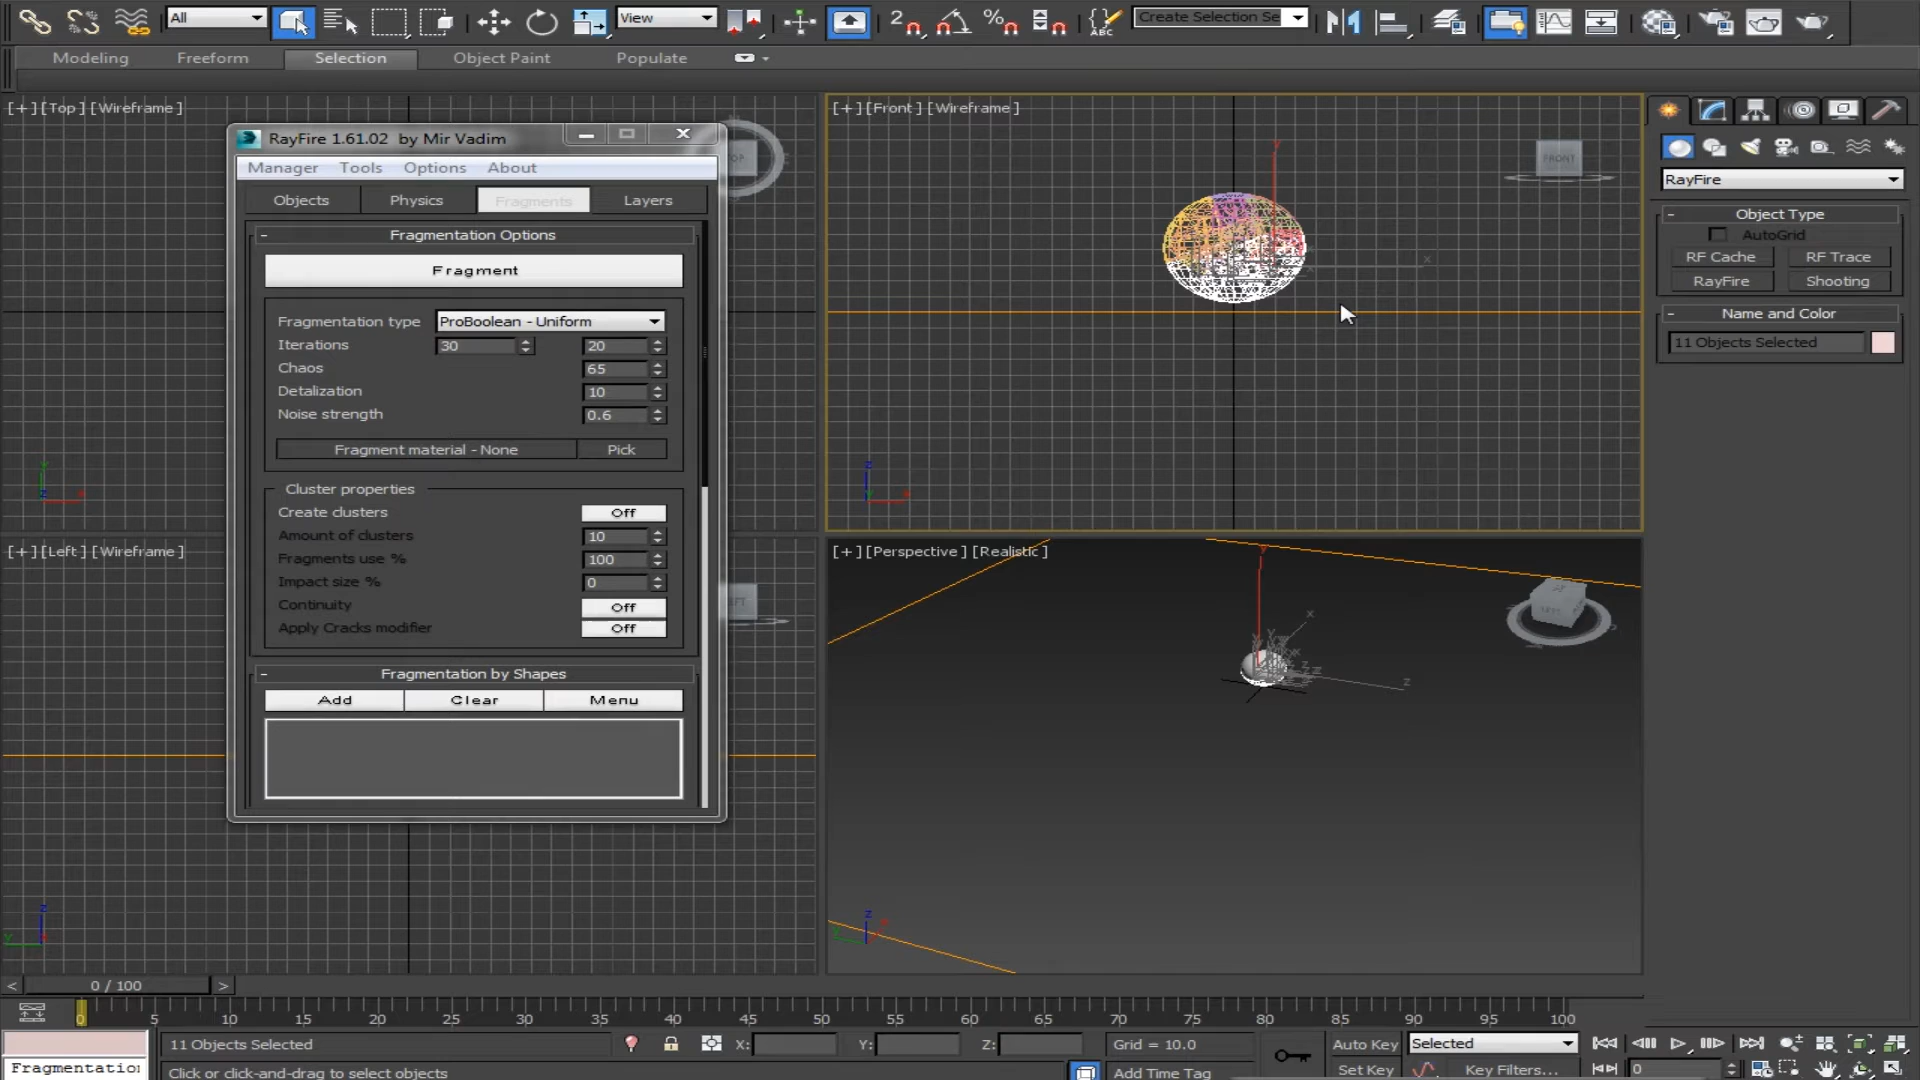 All
View
2
%
ABC
Create Selection Se
Modeling
Freeform
Selection
Object Paint
Populate
[+][Top][Wireframe]
[+][Front][Wireframe]
FRONT
RayFire 1.61.02 by Mir Vadim
Manager
Tools
Options
About
Objects
Physics
Fragments
Layers
- Fragmentation Options
Fragment
Fragmentation type
ProBoolean - Uniform
Iterations
30
20
Chaos
65
Detalization
10
Noise strength
0.6
Fragment material - None
Pick
Cluster properties
Create clusters
Off
Amount of clusters
10
Fragments use %
100
Impact size %
0
Continuity
Off
Apply Cracks modifier
Off
- Fragmentation by Shapes
Add
Clear
Menu
[+][Left][Wireframe]
[+][Perspective][Realistic]
RayFire
- Object Type
AutoGrid
RF Cache
RF Trace
RayFire
Shooting
- Name and Color
11 Objects Selected
<
0 / 100
>
0 5 10 15 20 25 30 35 40 45 50 55 60 65 70 75 80 85 90 95 100
11 Objects Selected
X:
Y:
Z:
Grid = 10.0
Auto Key
Selected
Fragmentation
Click or click-and-drag to select objects
Add Time Tag
Set Key
Key Filters...
0